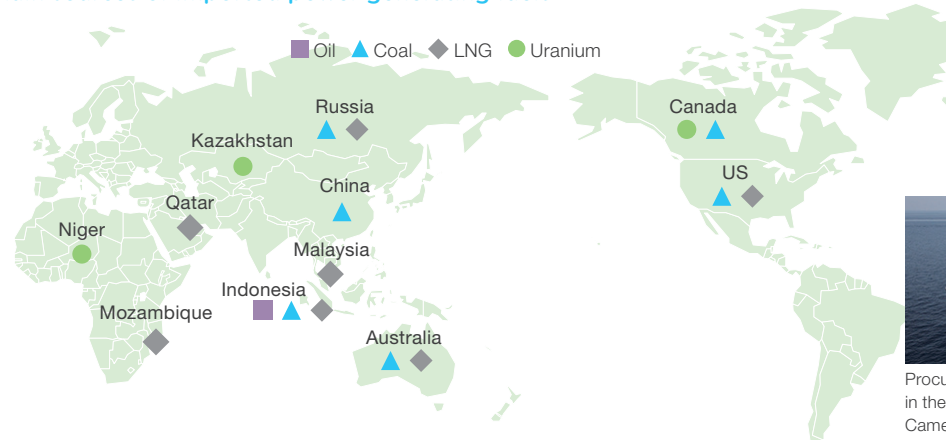 Oil Coal LNG Uranium
Russia
Canada
Kazakhstan
US
China
Qatar
Niger
Malaysia
Indonesia
Mozambique
Australia
Procu
in the
Came